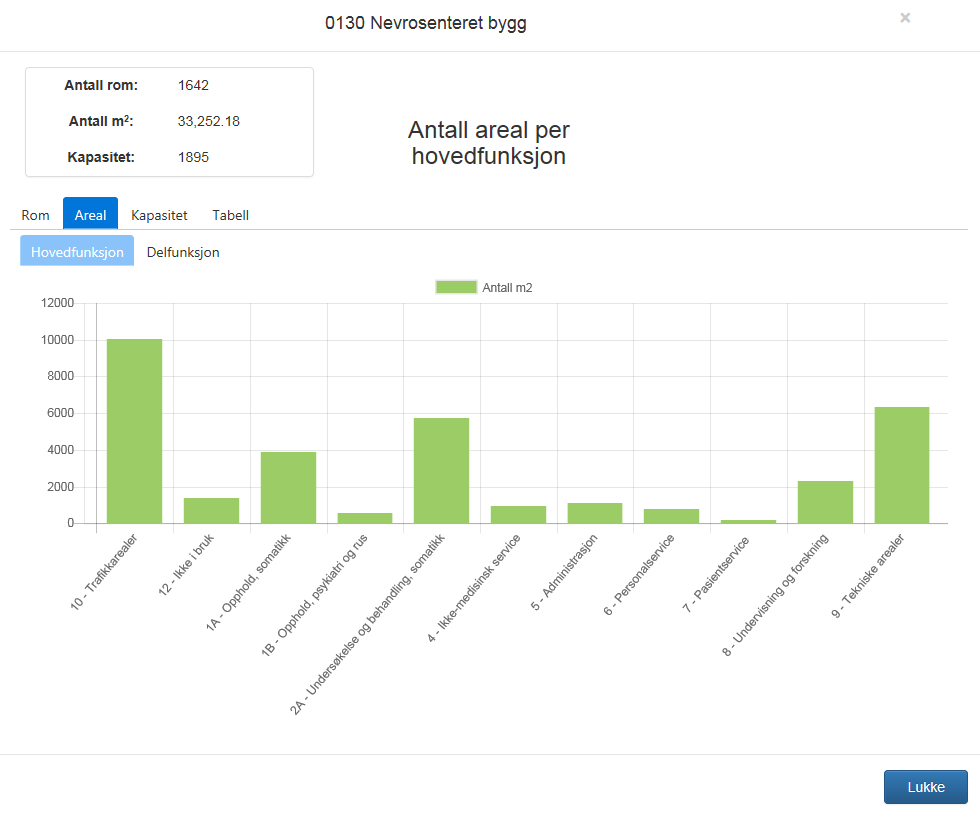 0130 Nevrosenteret bygg
×
Antall rom: 1642
Antall m²: 33,252.18
Kapasitet: 1895
Antall areal per
hovedfunksjon
Rom Areal Kapasitet Tabell
Hovedfunksjon Delfunksjon
Antall m2
12000
10000
8000
6000
4000
2000
0
10 - Trafikkarealer
12 - Ikke i bruk
1A - Opphold, somatikk
1B - Opphold, psykiatri og rus
2A - Undersøkelse og behandling, somatikk
4 - Ikke-medisinsk service
5 - Administrasjon
6 - Personalservice
7 - Pasientservice
8 - Undervisning og forskning
9 - Tekniske arealer
Lukke